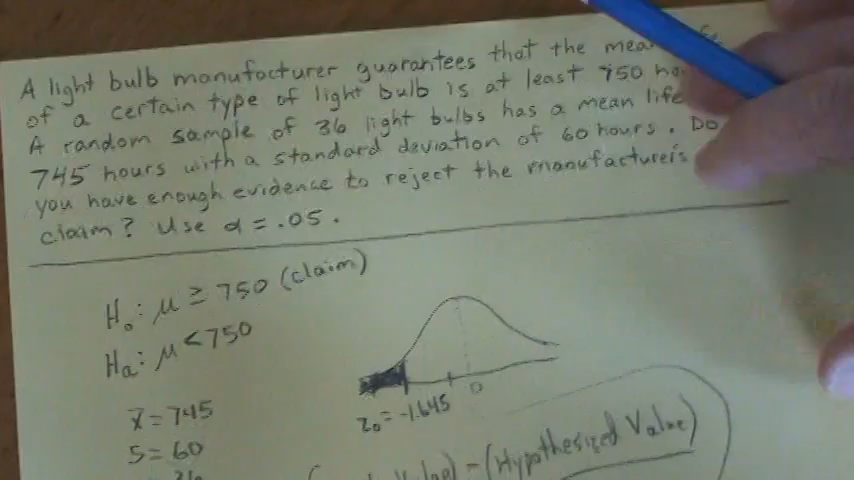 A light bulb manufacturer guarantees that the mean
of a certain type of light bulb is at least 750
A random sample of 36 light bulbs has a mean life
745 hours with a standard deviation of 60 hours. Do
you have enough evidence to reject the manufacturer's
claim? Use α = .05.
H₀: μ ≥ 750 (claim)
Ha: μ < 750
z₀ = -1.645
0
x̄ = 745
s = 60
36
) - (Hypothesized Value)